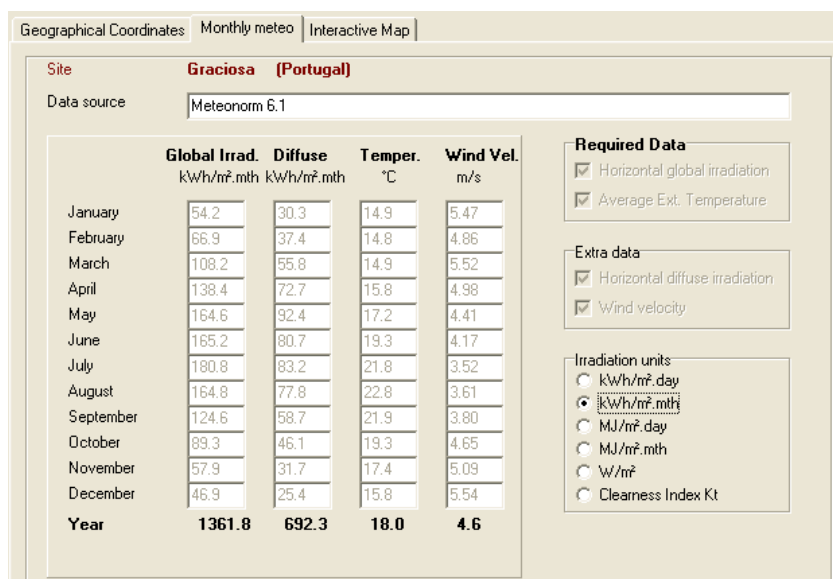 Geographical Coordinates Monthly meteo Interactive Map
Site Graciosa (Portugal)
Data source Meteonorm 6.1
Global Irrad. Diffuse Temper. Wind Vel.
kWh/m².mth kWh/m².mth °C m/s
January 54.2 30.3 14.9 5.47
February 66.9 37.4 14.8 4.86
March 108.2 55.8 14.9 5.52
April 138.4 72.7 15.8 4.98
May 164.6 92.4 17.2 4.41
June 165.2 80.7 19.3 4.17
July 180.8 83.2 21.8 3.52
August 164.8 77.8 22.8 3.61
September 124.6 58.7 21.9 3.80
October 89.3 46.1 19.3 4.65
November 57.9 31.7 17.4 5.09
December 46.9 25.4 15.8 5.54
Year 1361.8 692.3 18.0 4.6
Required Data
Horizontal global irradiation
Average Ext. Temperature
Extra data
Horizontal diffuse irradiation
Wind velocity
Irradiation units
kWh/m².day
kWh/m².mth
MJ/m².day
MJ/m².mth
W/m²
Clearness Index Kt